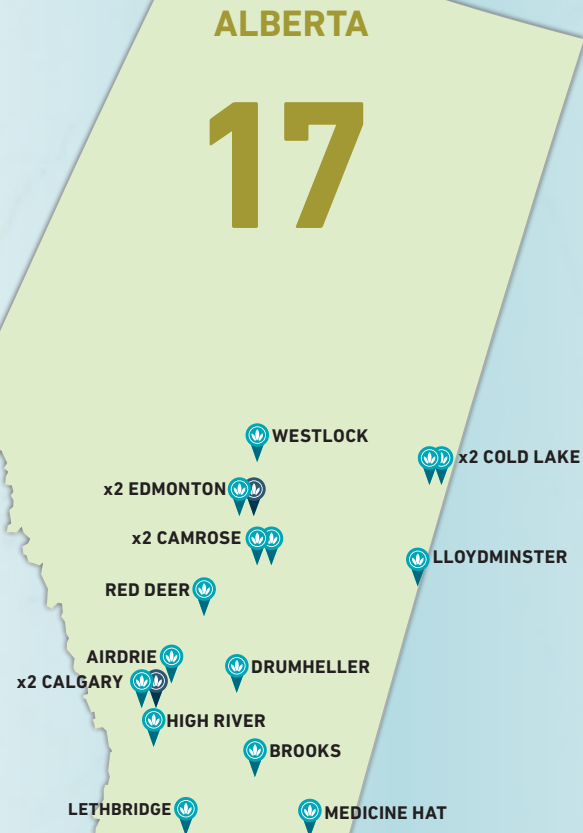 ALBERTA
17
WESTLOCK
x2 COLD LAKE
x2 EDMONTON
x2 CAMROSE
LLOYDMINSTER
RED DEER
AIRDRIE
DRUMHELLER
x2 CALGARY
HIGH RIVER
BROOKS
LETHBRIDGE
MEDICINE HAT